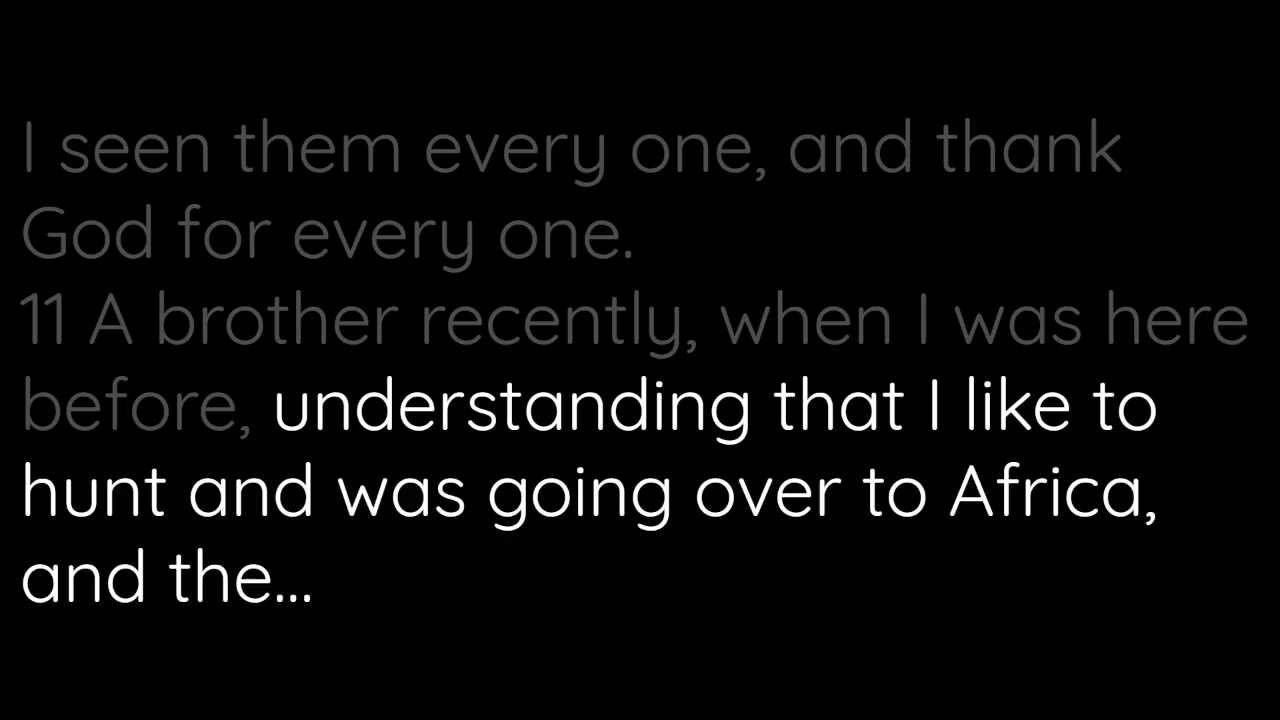 I seen them every one, and thank
God for every one.
11 A brother recently, when I was here
before, understanding that I like to
hunt and was going over to Africa,
and the...